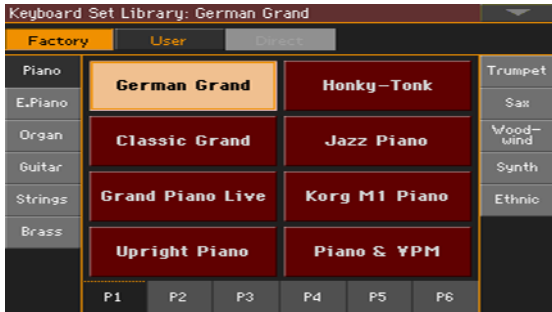 Keyboard Set Library: German Grand
Factory
User
Direct
Piano
E.Piano
Organ
Guitar
Strings
Brass
German Grand
Honky-Tonk
Classic Grand
Jazz Piano
Grand Piano Live
Korg M1 Piano
Upright Piano
Piano & ¥PM
Trumpet
Sax
Wood-
wind
Synth
Ethnic
P1
P2
P3
P4
P5
P6